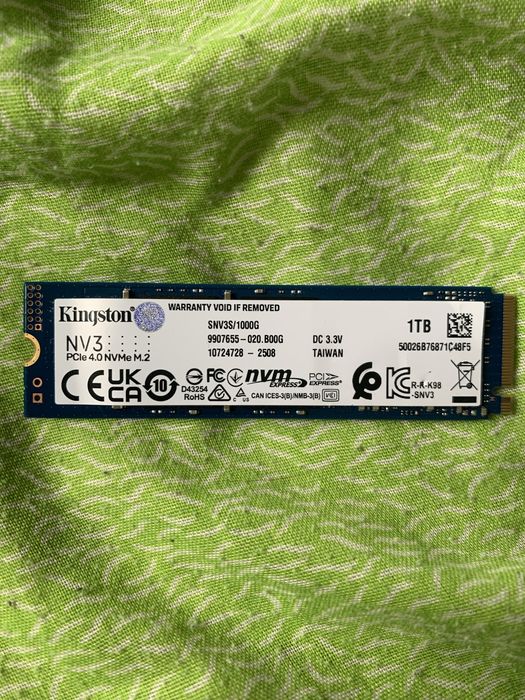 WARRANTY VOID IF REMOVED
Kingston
NV3
PCIe 4.0 NVMe M.2
SNV3S/1000G
9907655-020.B00G
10724728 - 2508
DC 3.3V
TAIWAN
1TB
50026B76871C48F5
CE
UK
CA
10
D43254
RoHS
FC
nvm
EXPRESS
PCI
EXPRESS
c
US
CAN ICES-3(B)/NMB-3(B)
VCI
R-R-K98
-SNV3